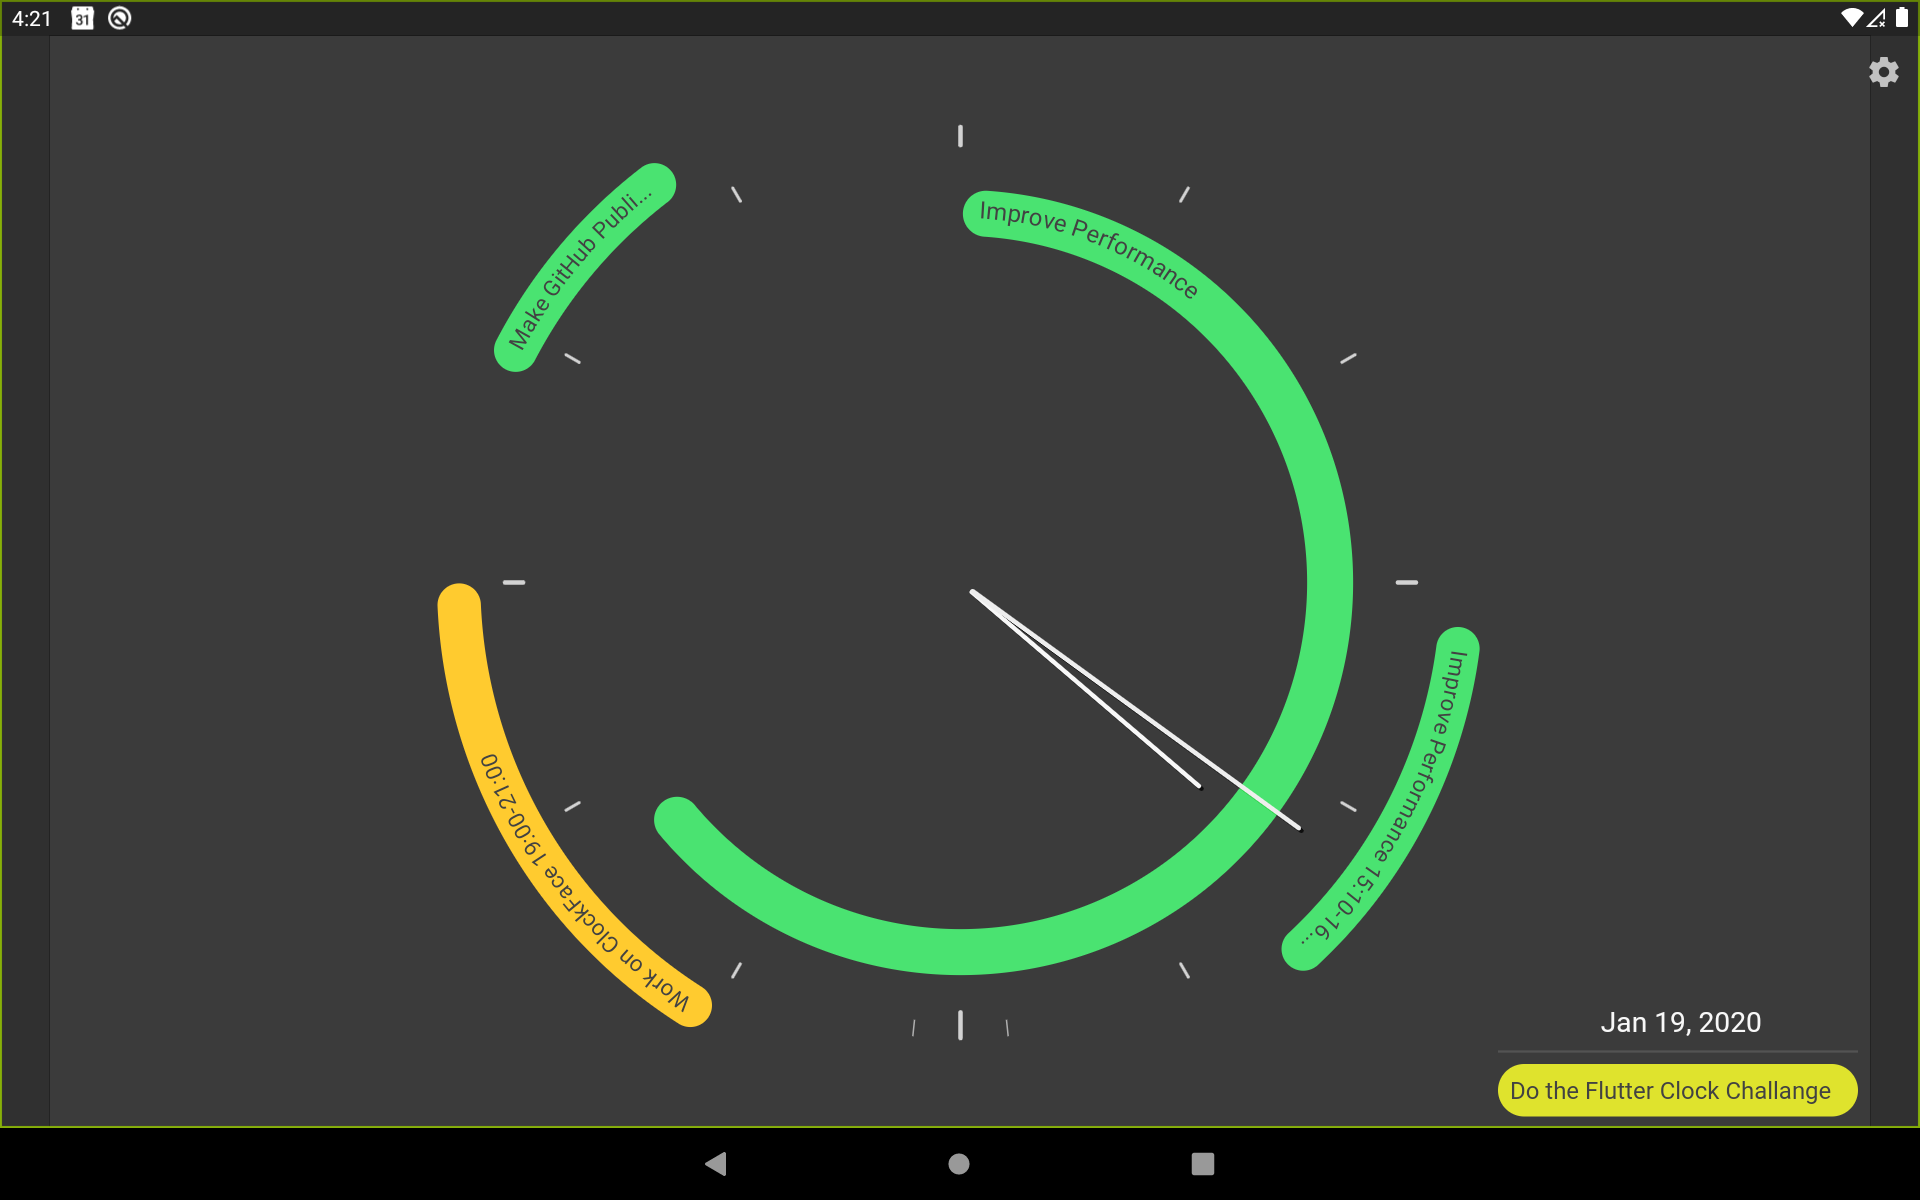 4:21
31
Make GitHub Publi...
Improve Performance
Improve Performance 15:10-16...
Work on ClockFace 19:00-21:00
Jan 19, 2020
Do the Flutter Clock Challange